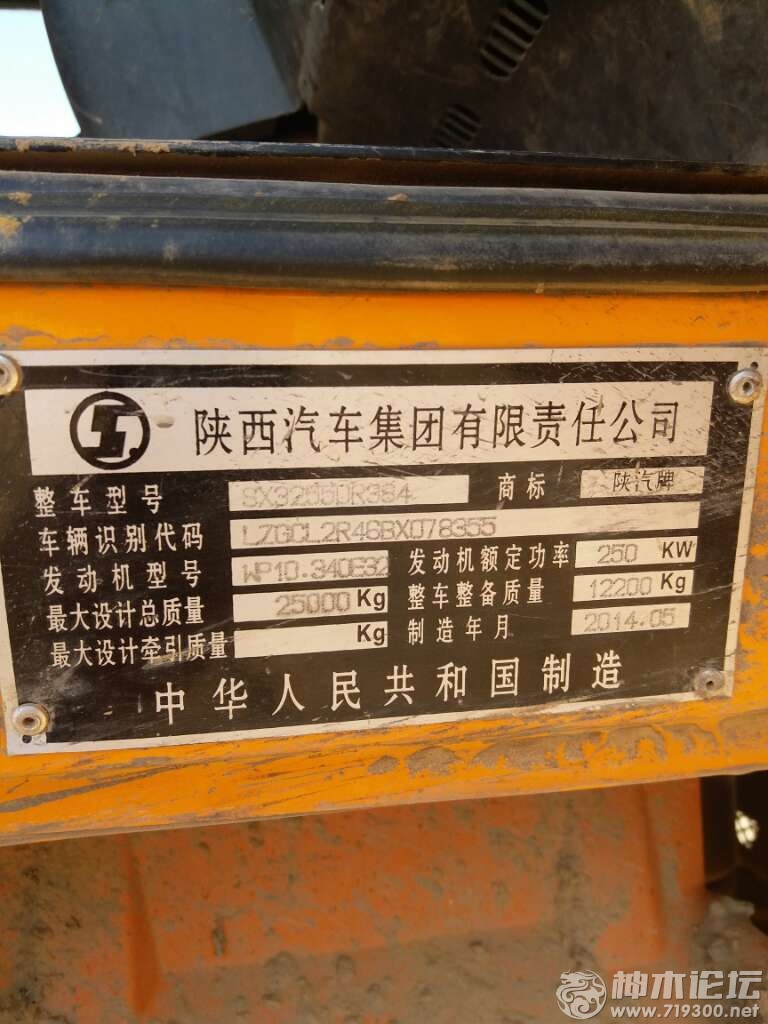 陕西汽车集团有限责任公司
整车型号 SX3255DR384 商标 陕汽牌
车辆识别代码 LZGCL2R46BX078355
发动机型号 WP10.340E32 发动机额定功率 250 KW
最大设计总质量 25000 Kg 整车整备质量 12200 Kg
最大设计牵引质量 Kg 制造年月 2014.05
中华人民共和国制造
神木论坛
www.719300.net